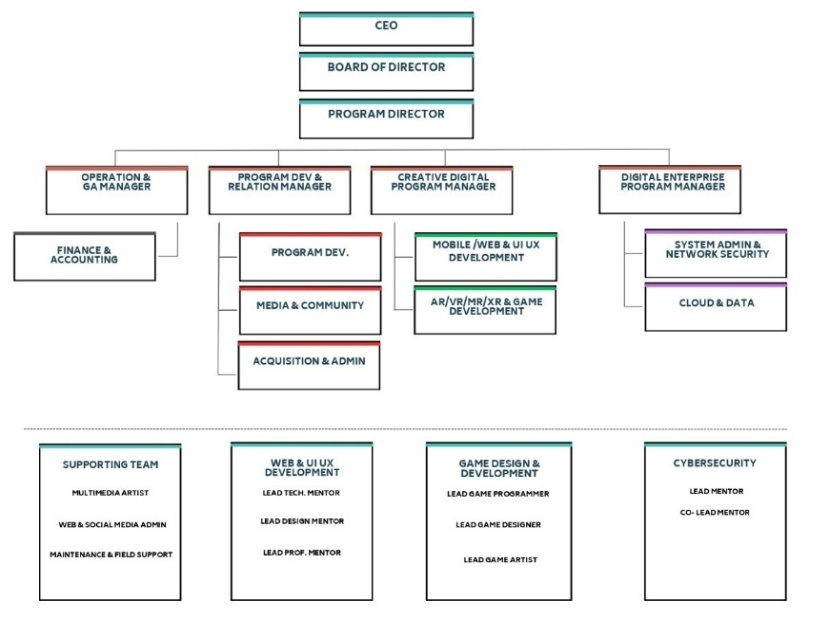 CEO
BOARD OF DIRECTOR
PROGRAM DIRECTOR
OPERATION &
GA MANAGER
PROGRAM DEV &
RELATION MANAGER
CREATIVE DIGITAL
PROGRAM MANAGER
DIGITAL ENTERPRISE
PROGRAM MANAGER
FINANCE &
ACCOUNTING
PROGRAM DEV.
MEDIA & COMMUNITY
ACQUISITION & ADMIN
MOBILE /WEB & UI UX
DEVELOPMENT
AR/VR/MR/XR & GAME
DEVELOPMENT
SYSTEM ADMIN &
NETWORK SECURITY
CLOUD & DATA
SUPPORTING TEAM
MULTIMEDIA ARTIST
WEB & SOCIAL MEDIA ADMIN
MAINTENANCE & FIELD SUPPORT
WEB & UI UX
DEVELOPMENT
LEAD TECH. MENTOR
LEAD DESIGN MENTOR
LEAD PROF. MENTOR
GAME DESIGN &
DEVELOPMENT
LEAD GAME PROGRAMMER
LEAD GAME DESIGNER
LEAD GAME ARTIST
CYBERSECURITY
LEAD MENTOR
CO- LEAD MENTOR